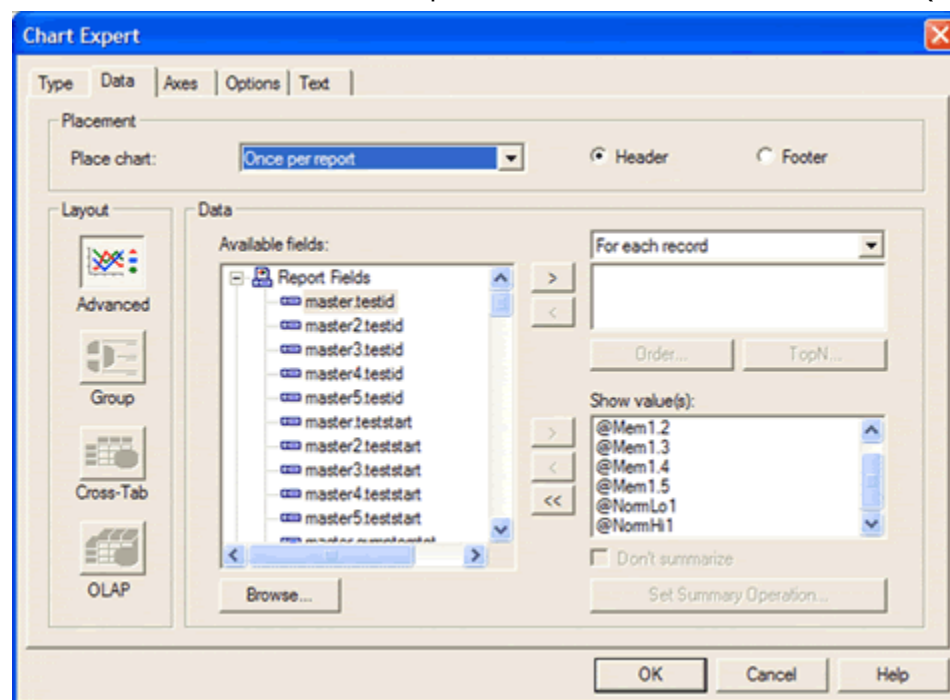 Chart Expert
Type Data Axes Options Text
Placement
Place chart: Once per report Header Footer
Layout
Data
Available fields:
For each record
Report Fields
master.testid
master2.testid
master3.testid
master4.testid
master5.testid
master.teststart
master2.teststart
master3.teststart
master4.teststart
master5.teststart
>
<
Order... TopN...
Show value(s):
@Mem1.2
@Mem1.3
@Mem1.4
@Mem1.5
@NormLo1
@NormHi1
>
<
<<
Don't summarize
Set Summary Operation...
Browse...
Advanced
Group
Cross-Tab
OLAP
OK Cancel Help